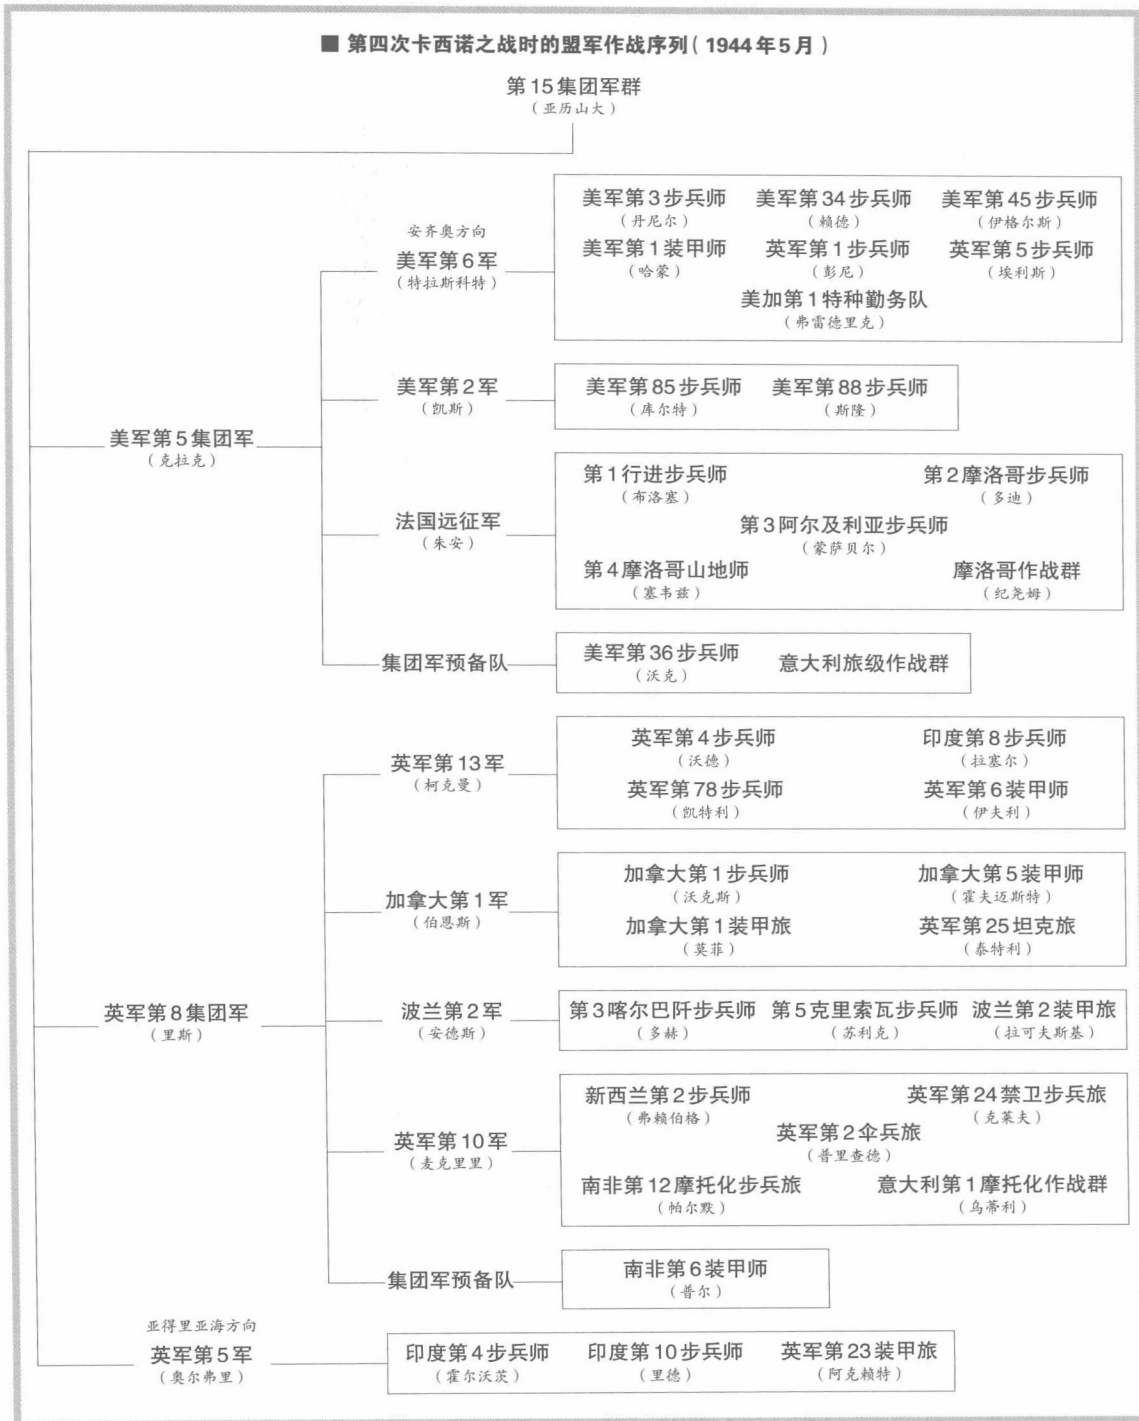 ■ 第四次卡西诺之战时的盟军作战序列（1944年5月）
第15集团军群
（亚历山大）
安齐奥方向
美军第6军
（特拉斯科特）
美军第3步兵师 美军第34步兵师 美军第45步兵师
（丹尼尔） （赖德） （伊格尔斯）
美军第1装甲师 英军第1步兵师 英军第5步兵师
（哈蒙） （彭尼） （埃利斯）
美加第1特种勤务队
（弗雷德里克）
美军第2军
（凯斯）
美军第85步兵师 美军第88步兵师
（库尔特） （斯隆）
美军第5集团军
（克拉克）
法国远征军
（朱安）
第1行进步兵师 第2摩洛哥步兵师
（布洛塞） （多迪）
第3阿尔及利亚步兵师
（蒙萨贝尔）
第4摩洛哥山地师 摩洛哥作战群
（塞韦兹） （纪尧姆）
集团军预备队
美军第36步兵师 意大利旅级作战群
（沃克）
英军第13军
（柯克曼）
英军第4步兵师 印度第8步兵师
（沃德） （拉塞尔）
英军第78步兵师 英军第6装甲师
（凯特利） （伊夫利）
加拿大第1军
（伯恩斯）
加拿大第1步兵师 加拿大第5装甲师
（沃克斯） （霍夫迈斯特）
加拿大第1装甲旅 英军第25坦克旅
（莫菲） （泰特利）
英军第8集团军
（里斯）
波兰第2军
（安德斯）
第3喀尔巴阡步兵师 第5克里索瓦步兵师 波兰第2装甲旅
（多赫） （苏利克） （拉可夫斯基）
英军第10军
（麦克里里）
新西兰第2步兵师 英军第24禁卫步兵旅
（弗赖伯格） （克莱夫）
英军第2伞兵旅
（普里查德）
南非第12摩托化步兵旅 意大利第1摩托化作战群
（帕尔默） （乌蒂利）
集团军预备队
南非第6装甲师
（普尔）
亚得里亚海方向
英军第5军
（奥尔弗里）
印度第4步兵师 印度第10步兵师 英军第23装甲旅
（霍尔沃茨） （里德） （阿克赖特）